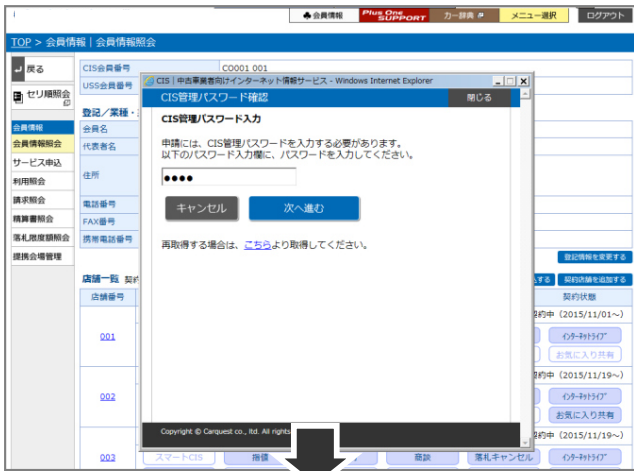 ♣会員情報 Plus One SUPPORT カー辞典 メニュー選択 ログアウト
TOP > 会員情報 | 会員情報照会
戻る
セリ順照会
会員情報
会員情報照会
サービス申込
利用照会
請求照会
精算書照会
落札限度額照会
提携会場管理
CIS会員番号 CO001 001
USS会員番号
登記／業種・
会員名
代表者名
住所
電話番号
FAX番号
携帯電話番号
登記情報を変更する
店舗一覧 契約
する 契約店舗を追加する
店舗番号 契約状態
契約中（2015/11/01～）
001 インターネットライブ
お気に入り共有
契約中（2015/11/19～）
002 インターネットライブ
お気に入り共有
契約中（2015/11/19～）
003 スマートCIS 指値 商談 落札キャンセル インターネットライブ
CIS | 中古車業者向けインターネット情報サービス - Windows Internet Explorer
CIS管理パスワード確認 閉じる
CIS管理パスワード入力
申請には、CIS管理パスワードを入力する必要があります。
以下のパスワード入力欄に、パスワードを入力してください。
●●●●
キャンセル 次へ進む
再取得する場合は、こちらより取得してください。
Copyright © Carquest co., ltd. All rights